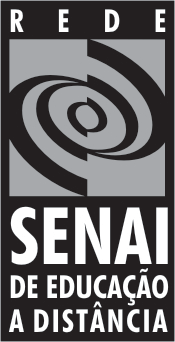 REDE
SENAI
DE EDUCAÇÃO
A DISTÂNCIA